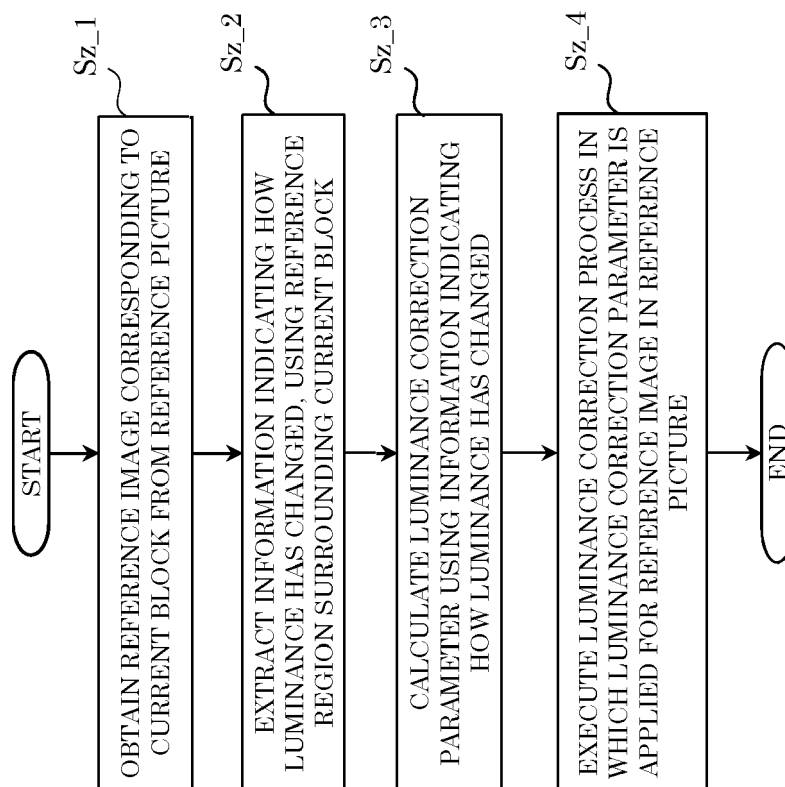 START
Sz_1
OBTAIN REFERENCE IMAGE CORRESPONDING TO
CURRENT BLOCK FROM REFERENCE PICTURE
Sz_2
EXTRACT INFORMATION INDICATING HOW
LUMINANCE HAS CHANGED, USING REFERENCE
REGION SURROUNDING CURRENT BLOCK
Sz_3
CALCULATE LUMINANCE CORRECTION
PARAMETER USING INFORMATION INDICATING
HOW LUMINANCE HAS CHANGED
Sz_4
EXECUTE LUMINANCE CORRECTION PROCESS IN
WHICH LUMINANCE CORRECTION PARAMETER IS
APPLIED FOR REFERENCE IMAGE IN REFERENCE
PICTURE
END